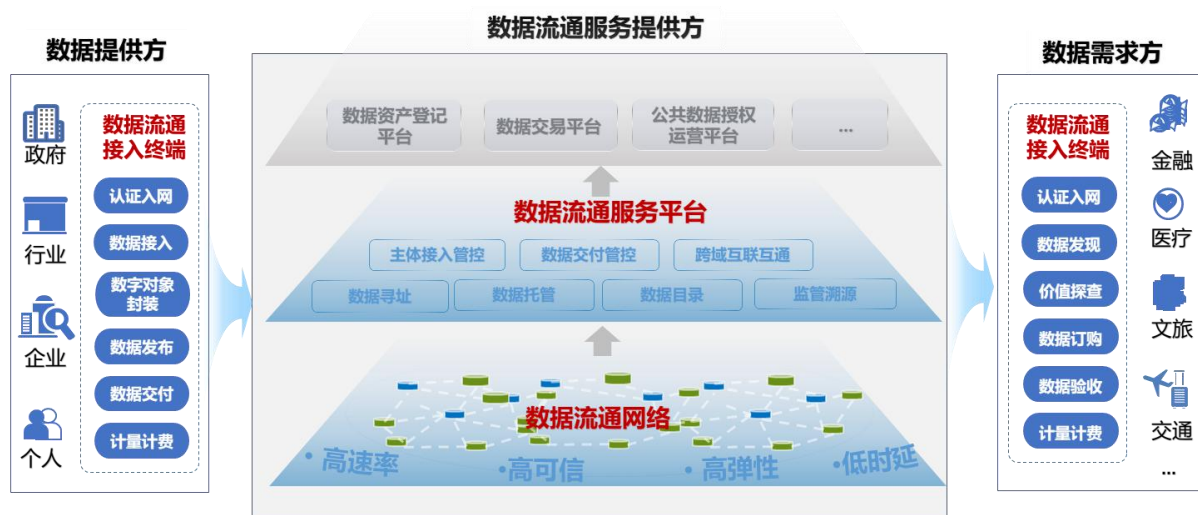 数据提供方
政府
行业
企业
个人
数据流通
接入终端
认证入网
数据接入
数字对象
封装
数据发布
数据交付
计量计费
数据流通服务提供方
数据资产登记
平台
数据交易平台
公共数据授权
运营平台
...
数据流通服务平台
主体接入管控
数据交付管控
跨域互联互通
数据寻址
数据托管
数据目录
监管溯源
数据流通网络
•高速率
•高可信
•高弹性
•低时延
数据需求方
数据流通
接入终端
认证入网
数据发现
价值探查
数据订购
数据验收
计量计费
金融
医疗
文旅
交通
...